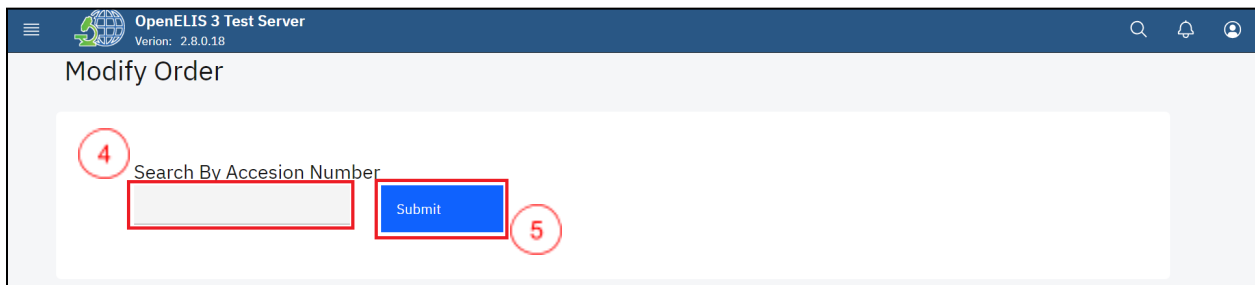 OpenELIS 3 Test Server
Verion: 2.8.0.18
Modify Order
4
Search By Accesion Number
Submit
5